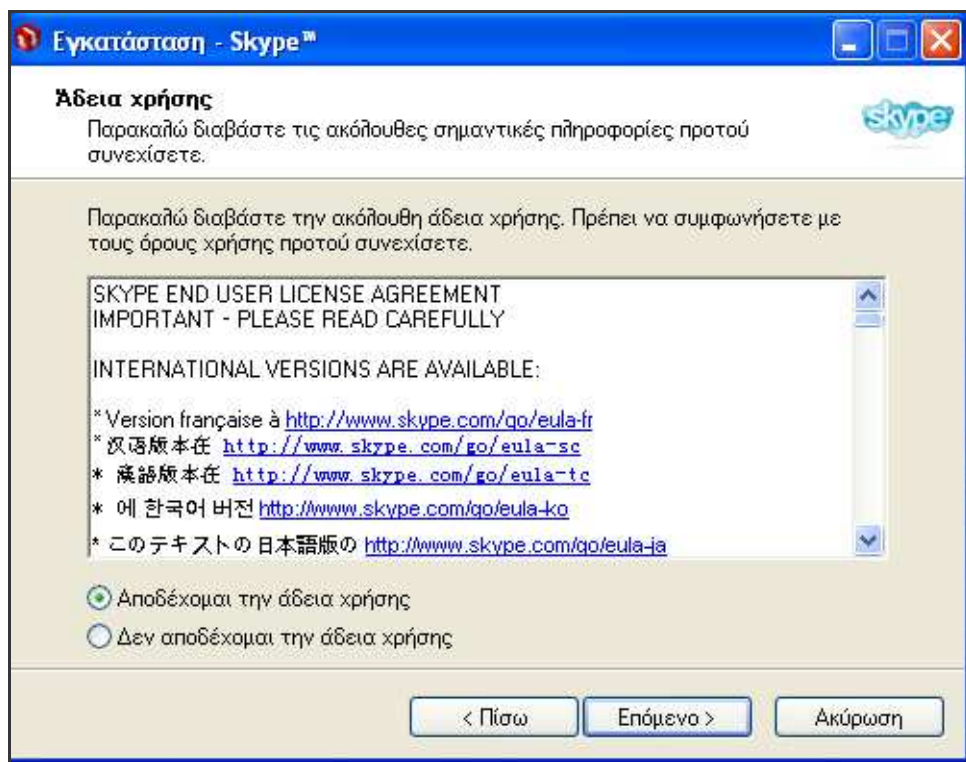 Εγκατάσταση - Skype™
Άδεια χρήσης
Παρακαλώ διαβάστε τις ακόλουθες σημαντικές πληροφορίες προτού
συνεχίσετε.
skype
Παρακαλώ διαβάστε την ακόλουθη άδεια χρήσης. Πρέπει να συμφωνήσετε με
τους όρους χρήσης προτού συνεχίσετε.
SKYPE END USER LICENSE AGREEMENT
IMPORTANT - PLEASE READ CAREFULLY
INTERNATIONAL VERSIONS ARE AVAILABLE:
* Version française à http://www.skype.com/go/eula-fr
* 汉语版本在 http://www.skype.com/go/eula-sc
* 漢語版本在 http://www.skype.com/go/eula-tc
* 에 한국어 버전 http://www.skype.com/go/eula-ko
* このテキストの日本語版の http://www.skype.com/go/eula-ja
Αποδέχομαι την άδεια χρήσης
Δεν αποδέχομαι την άδεια χρήσης
< Πίσω
Επόμενο >
Ακύρωση